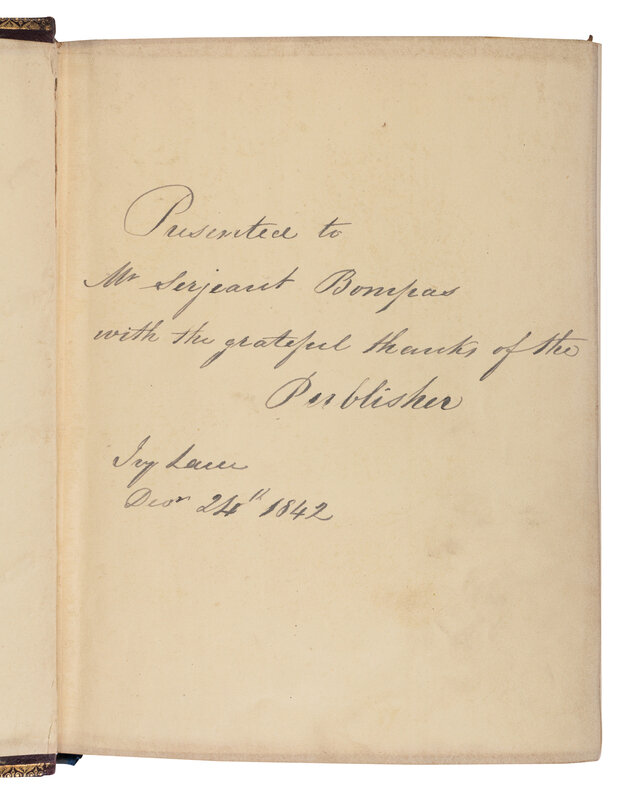 Presented to
Mr Serjeant Bompas
with the grateful thanks of the
Publisher
Ivy Lane
Decr 24th 1842